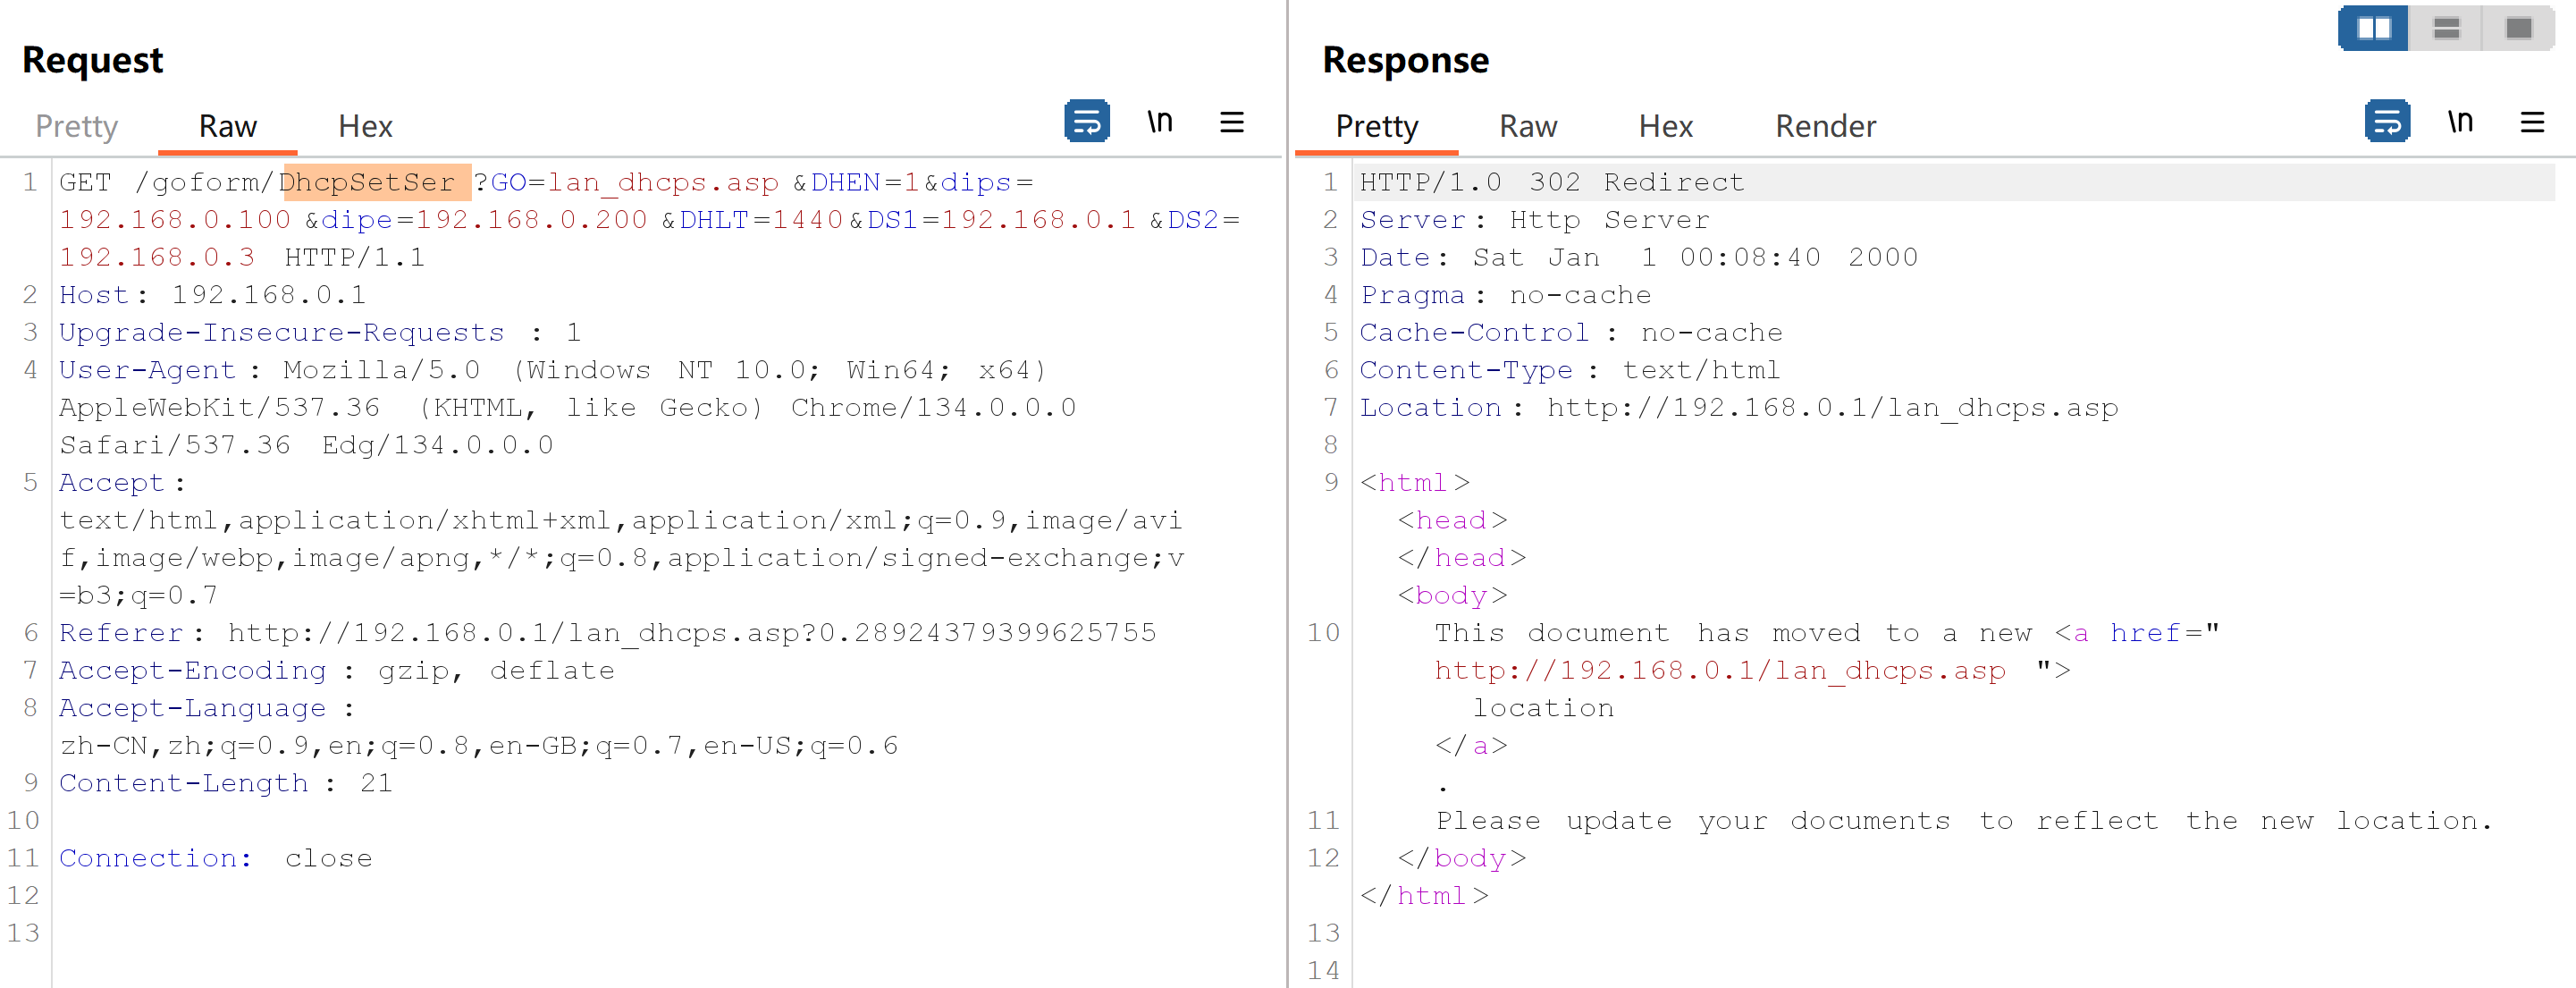 Request
Pretty Raw Hex \n
1 GET /goform/DhcpSetSer?GO=lan_dhcps.asp&DHEN=1&dips=
192.168.0.100&dipe=192.168.0.200&DHLT=1440&DS1=192.168.0.1&DS2=
192.168.0.3 HTTP/1.1
2 Host: 192.168.0.1
3 Upgrade-Insecure-Requests: 1
4 User-Agent: Mozilla/5.0 (Windows NT 10.0; Win64; x64)
AppleWebKit/537.36 (KHTML, like Gecko) Chrome/134.0.0.0
Safari/537.36 Edg/134.0.0.0
5 Accept:
text/html,application/xhtml+xml,application/xml;q=0.9,image/avi
f,image/webp,image/apng,*/*;q=0.8,application/signed-exchange;v
=b3;q=0.7
6 Referer: http://192.168.0.1/lan_dhcps.asp?0.28924379399625755
7 Accept-Encoding: gzip, deflate
8 Accept-Language:
zh-CN,zh;q=0.9,en;q=0.8,en-GB;q=0.7,en-US;q=0.6
9 Content-Length: 21
10
11 Connection: close
12
13
Response
Pretty Raw Hex Render \n
1 HTTP/1.0 302 Redirect
2 Server: Http Server
3 Date: Sat Jan 1 00:08:40 2000
4 Pragma: no-cache
5 Cache-Control: no-cache
6 Content-Type: text/html
7 Location: http://192.168.0.1/lan_dhcps.asp
8
9 <html>
<head>
</head>
<body>
10 This document has moved to a new <a href="
http://192.168.0.1/lan_dhcps.asp">
location
</a>
.
11 Please update your documents to reflect the new location.
12 </body>
</html>
13
14